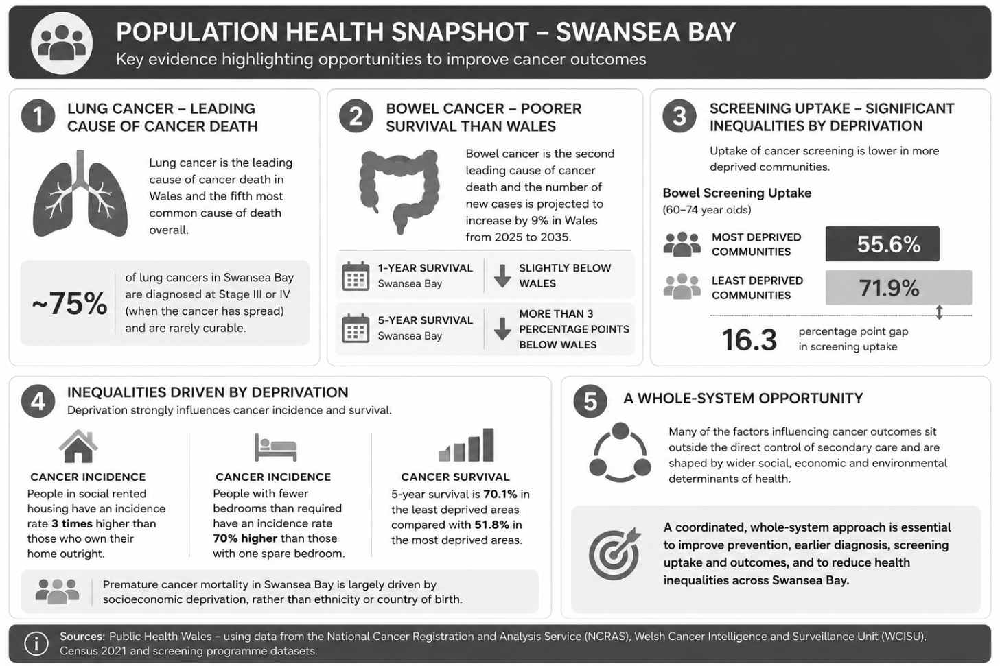 POPULATION HEALTH SNAPSHOT – SWANSEA BAY
Key evidence highlighting opportunities to improve cancer outcomes
1
LUNG CANCER – LEADING
CAUSE OF CANCER DEATH
Lung cancer is the leading
cause of cancer death in
Wales and the fifth most
common cause of death
overall.
~75%
of lung cancers in Swansea Bay
are diagnosed at Stage III or IV
(when the cancer has spread)
and are rarely curable.
2
BOWEL CANCER – POORER
SURVIVAL THAN WALES
Bowel cancer is the second
leading cause of cancer
death and the number of
new cases is projected to
increase by 9% in Wales
from 2025 to 2035.
1-YEAR SURVIVAL
Swansea Bay
SLIGHTLY BELOW
WALES
5-YEAR SURVIVAL
Swansea Bay
MORE THAN 3
PERCENTAGE POINTS
BELOW WALES
3
SCREENING UPTAKE – SIGNIFICANT
INEQUALITIES BY DEPRIVATION
Uptake of cancer screening is lower in more
deprived communities.
Bowel Screening Uptake
(60–74 year olds)
MOST DEPRIVED
COMMUNITIES
55.6%
LEAST DEPRIVED
COMMUNITIES
71.9%
16.3
percentage point gap
in screening uptake
4
INEQUALITIES DRIVEN BY DEPRIVATION
Deprivation strongly influences cancer incidence and survival.
CANCER INCIDENCE
People in social rented
housing have an incidence
rate 3 times higher than
those who own their
home outright.
CANCER INCIDENCE
People with fewer
bedrooms than required
have an incidence rate
70% higher than those
with one spare bedroom.
CANCER SURVIVAL
5-year survival is 70.1% in
the least deprived areas
compared with 51.8% in
the most deprived areas.
Premature cancer mortality in Swansea Bay is largely driven by
socioeconomic deprivation, rather than ethnicity or country of birth.
5
A WHOLE-SYSTEM OPPORTUNITY
Many of the factors influencing cancer outcomes sit
outside the direct control of secondary care and are
shaped by wider social, economic and environmental
determinants of health.
A coordinated, whole-system approach is essential
to improve prevention, earlier diagnosis, screening
uptake and outcomes, and to reduce health
inequalities across Swansea Bay.
Sources: Public Health Wales – using data from the National Cancer Registration and Analysis Service (NCRAS), Welsh Cancer Intelligence and Surveillance Unit (WCISU),
Census 2021 and screening programme datasets.